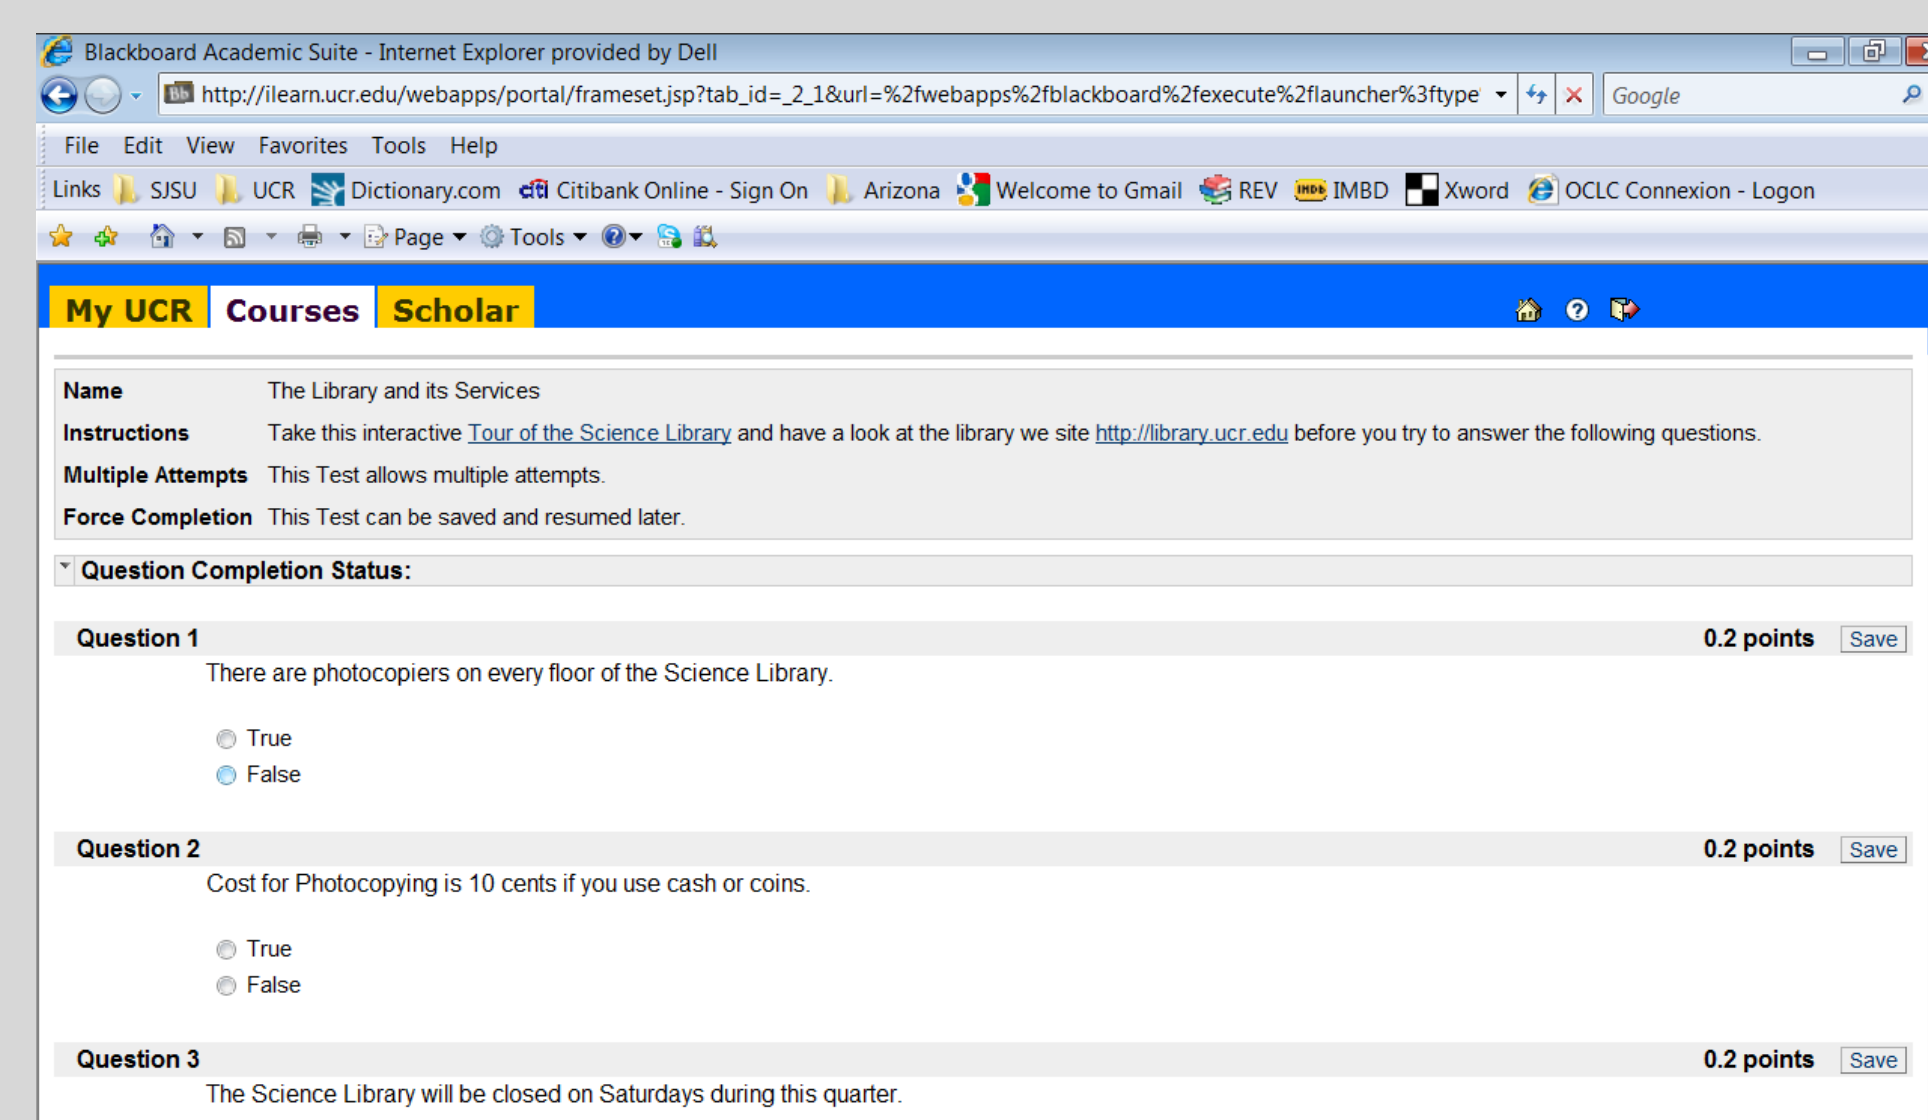 Blackboard Academic Suite - Internet Explorer provided by Dell
http://ilearn.ucr.edu/webapps/portal/frameset.jsp?tab_id=_2_1&url=%2fwebapps%2fblackboard%2fexecute%2flauncher%3ftype Google
File Edit View Favorites Tools Help
Links SJSU UCR Dictionary.com citi Citibank Online - Sign On Arizona Welcome to Gmail REV IMDb IMBD Xword OCLC Connexion - Logon
Page Tools
My UCR Courses Scholar
Name The Library and its Services
Instructions Take this interactive Tour of the Science Library and have a look at the library we site http://library.ucr.edu before you try to answer the following questions.
Multiple Attempts This Test allows multiple attempts.
Force Completion This Test can be saved and resumed later.
Question Completion Status:
Question 1 0.2 points Save
There are photocopiers on every floor of the Science Library.
True
False
Question 2 0.2 points Save
Cost for Photocopying is 10 cents if you use cash or coins.
True
False
Question 3 0.2 points Save
The Science Library will be closed on Saturdays during this quarter.